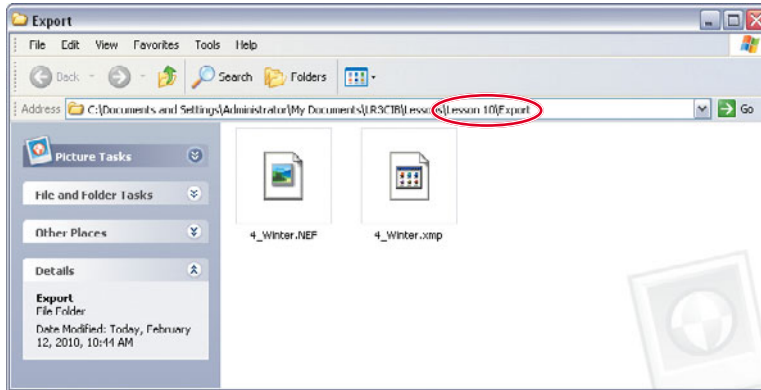 Export
File Edit View Favorites Tools Help
Back Search Folders
Address C:\Documents and Settings\Administrator\My Documents\LR3CIB\Lessons\Lesson 10\Export Go
Picture Tasks
File and Folder Tasks
Other Places
Details
Export
File Folder
Date Modified: Today, February
12, 2010, 10:44 AM
4_Winter.NEF 4_Winter.xmp